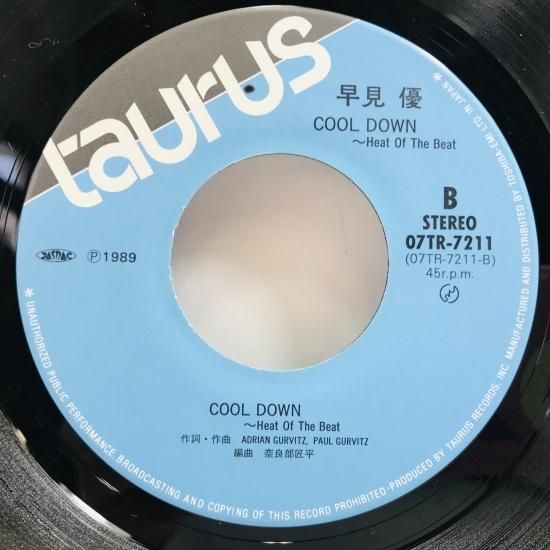 taurus
早見 優
COOL DOWN
～Heat Of The Beat
B
STEREO
07TR-7211
(07TR-7211-B)
45r.p.m.
JASRAC
Ⓟ1989
COOL DOWN
～Heat Of The Beat
作詞・作曲 ADRIAN GURVITZ, PAUL GURVITZ
編曲 奈良部匠平
* UNAUTHORIZED PUBLIC PERFORMANCE, BROADCASTING AND COPYING OF THIS RECORD PROHIBITED・PRODUCED BY TAURUS RECORDS, INC. MANUFACTURED AND DISTRIBUTED BY TOSHIBA-EMI LTD IN JAPAN *